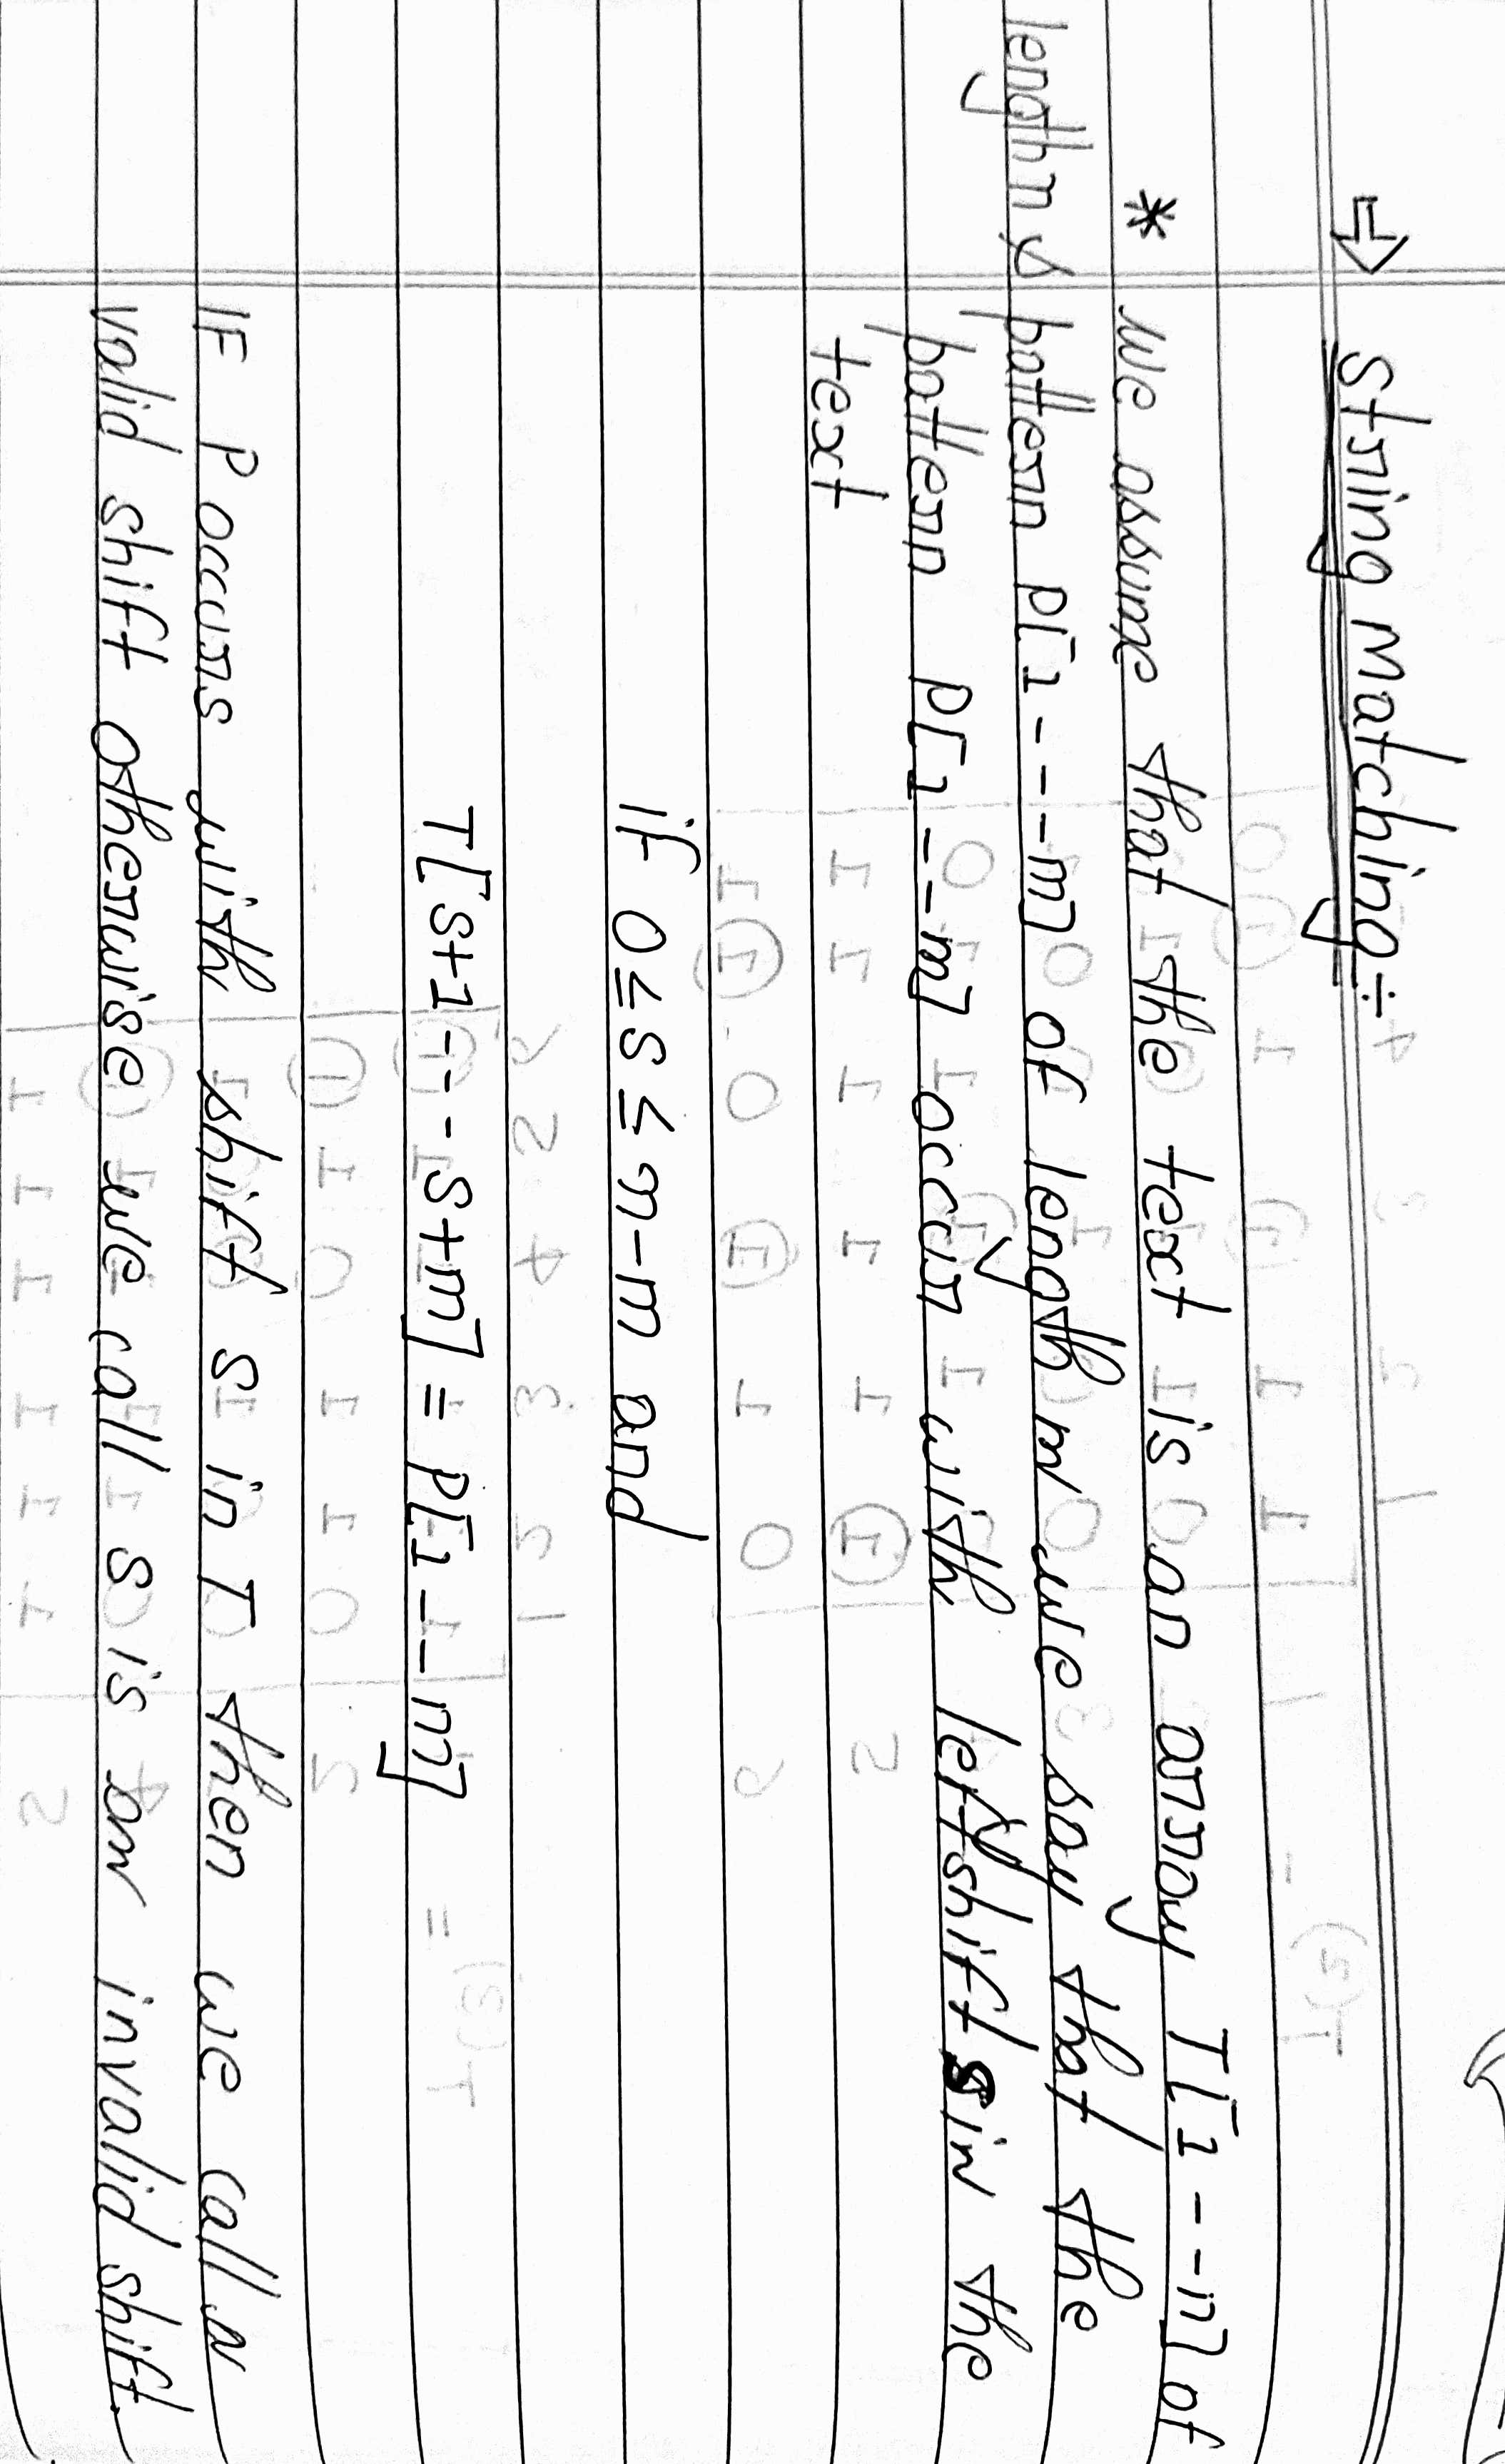 ⇒ String Matching ÷
* We assume that the text is an array T[1---n] of
length n & pattern P[1----m] of length m we say that the
pattern P[1---m] occur with left shift s in the
text
if 0 ≤ s ≤ n-m and
T[s+1---- s+m] = P[1---m]
IF P occurs with shift S in T then we call a
valid shift otherwise we call S is an invalid shift.